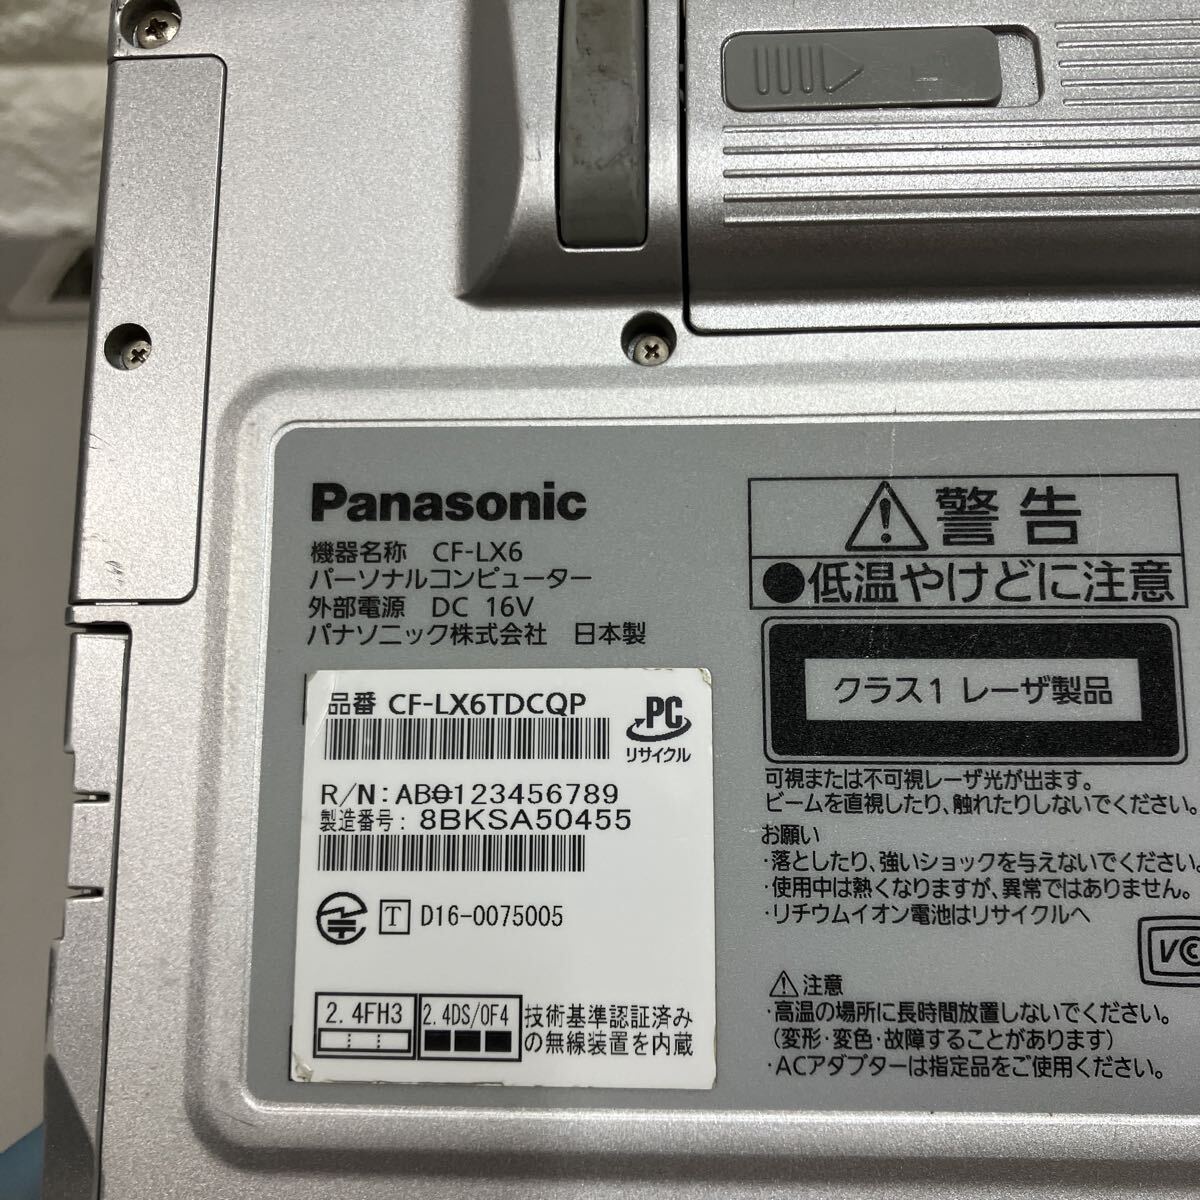 Panasonic
機器名称 CF-LX6
パーソナルコンピューター
外部電源 DC 16V
パナソニック株式会社 日本製
品番 CF-LX6TDCQP
PC
リサイクル
R/N:AB0123456789
製造番号: 8BKSA50455
T D16-0075005
2.4FH3
2.4DS/OF4
技術基準認証済み
の無線装置を内蔵
警告
●低温やけどに注意
クラス1 レーザ製品
可視または不可視レーザ光が出ます。
ビームを直視したり、触れたりしないでください。
お願い
・落としたり、強いショックを与えないでください。
・使用中は熱くなりますが、異常ではありません。
・リチウムイオン電池はリサイクルへ
VC
注意
・高温の場所に長時間放置しないでください。
(変形・変色・故障することがあります)
・ACアダプターは指定品をご使用ください。